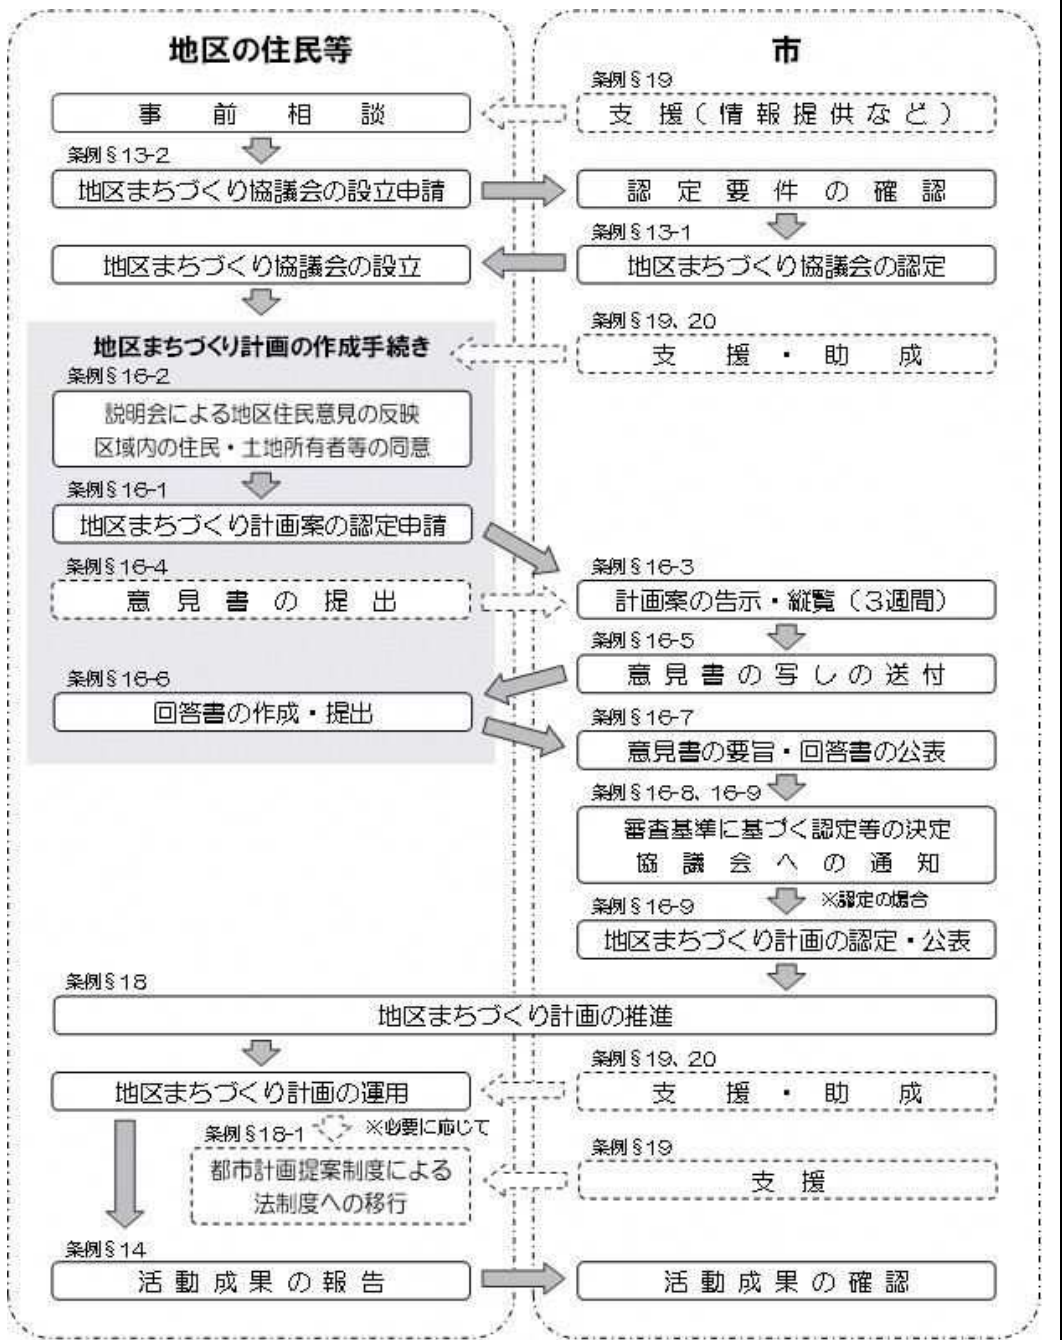 地区の住民等
市
条例§19
事前相談
支援(情報提供など)
条例§13-2
地区まちづくり協議会の設立申請
認定要件の確認
条例§13-1
地区まちづくり協議会の設立
地区まちづくり協議会の認定
条例§19、20
地区まちづくり計画の作成手続き
支援・助成
条例§16-2
説明会による地区住民意見の反映
区域内の住民・土地所有者等の同意
条例§16-1
地区まちづくり計画案の認定申請
条例§16-4
条例§16-3
意見書の提出
計画案の告示・縦覧(3週間)
条例§16-5
意見書の写しの送付
条例§16-6
回答書の作成・提出
条例§16-7
意見書の要旨・回答書の公表
条例§16-8、16-9
審査基準に基づく認定等の決定
協議会への通知
※認定の場合
条例§16-9
地区まちづくり計画の認定・公表
条例§18
地区まちづくり計画の推進
条例§19、20
地区まちづくり計画の運用
支援・助成
条例§18-1
※必要に応じて
条例§19
都市計画提案制度による
法制度への移行
支援
条例§14
活動成果の報告
活動成果の確認